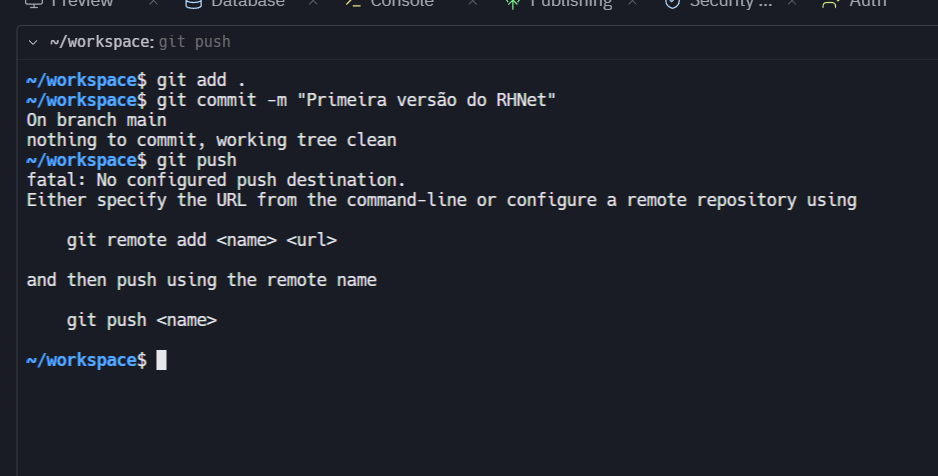 Preview Database Console Publishing Security ... Auth
~/workspace: git push
~/workspace$ git add .
~/workspace$ git commit -m "Primeira versão do RHNet"
On branch main
nothing to commit, working tree clean
~/workspace$ git push
fatal: No configured push destination.
Either specify the URL from the command-line or configure a remote repository using
git remote add <name> <url>
and then push using the remote name
git push <name>
~/workspace$